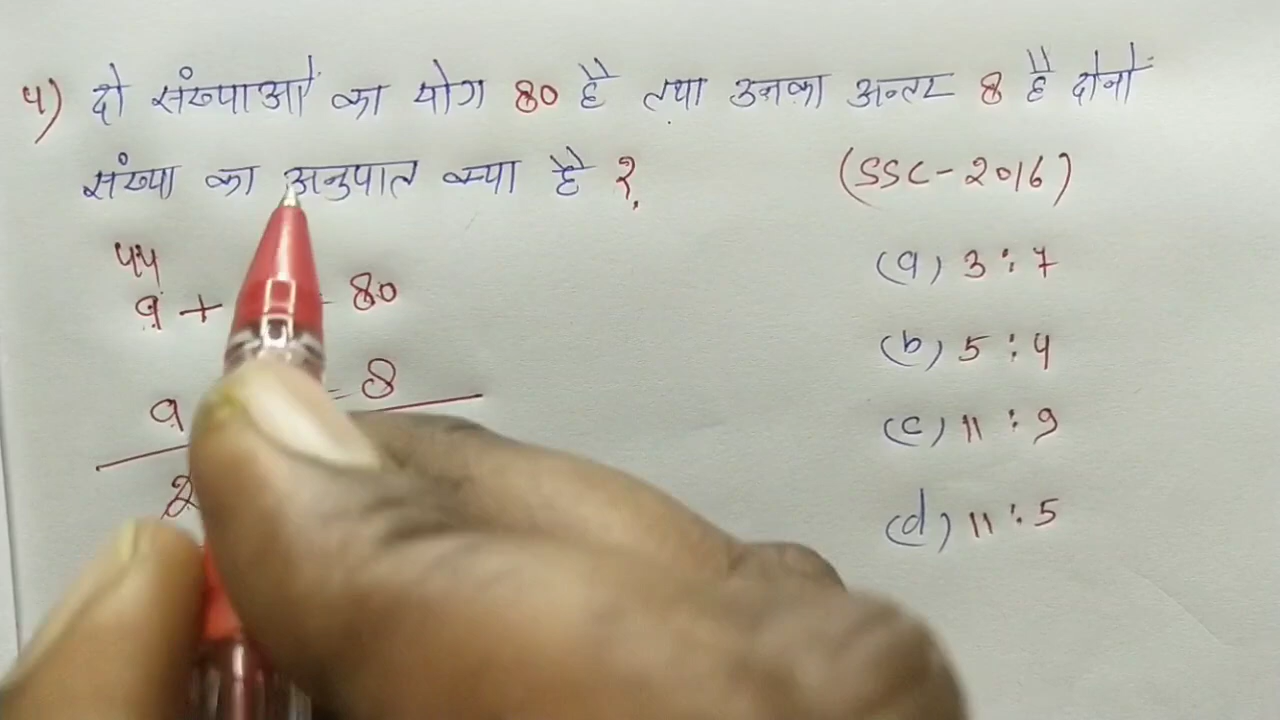 4) दो संख्याओं का योग 80 है तथा उनका अन्तर 8 है दोनों
संख्या का अनुपात क्या है ?
(SSC-2016)
44
a + = 80
a = 8
2
(a) 3:7
(b) 5:4
(c) 11:9
(d) 11:5